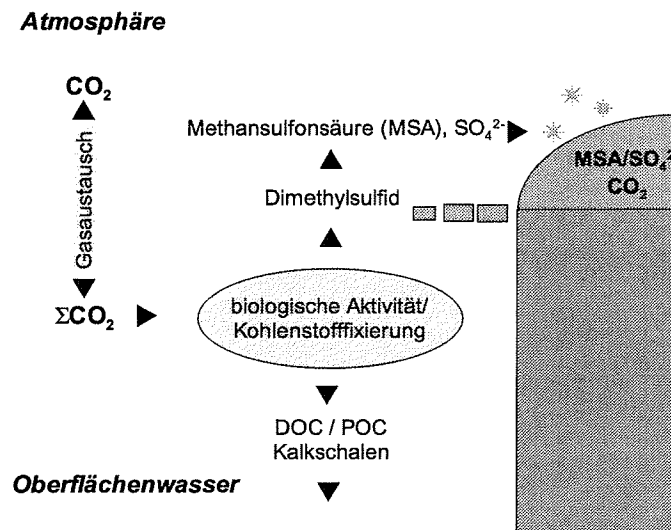 Atmosphäre
CO₂
Gasaustausch
ΣCO₂
Methansulfonsäure (MSA), SO₄²⁻
Dimethylsulfid
biologische Aktivität/
Kohlenstofffixierung
DOC / POC
Kalkschalen
MSA/SO₄²
CO₂
Oberflächenwasser